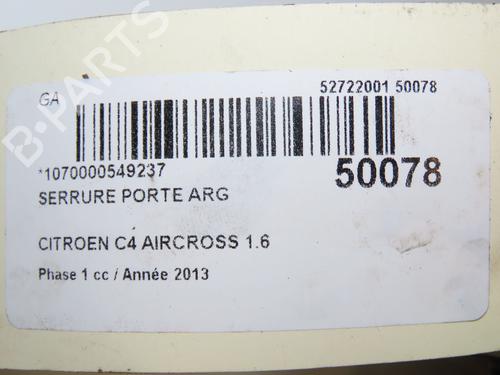 GA
52722001 50078
*1070000549237
50078
SERRURE PORTE ARG
CITROEN C4 AIRCROSS 1.6
Phase 1 cc / Année 2013
B-PARTS